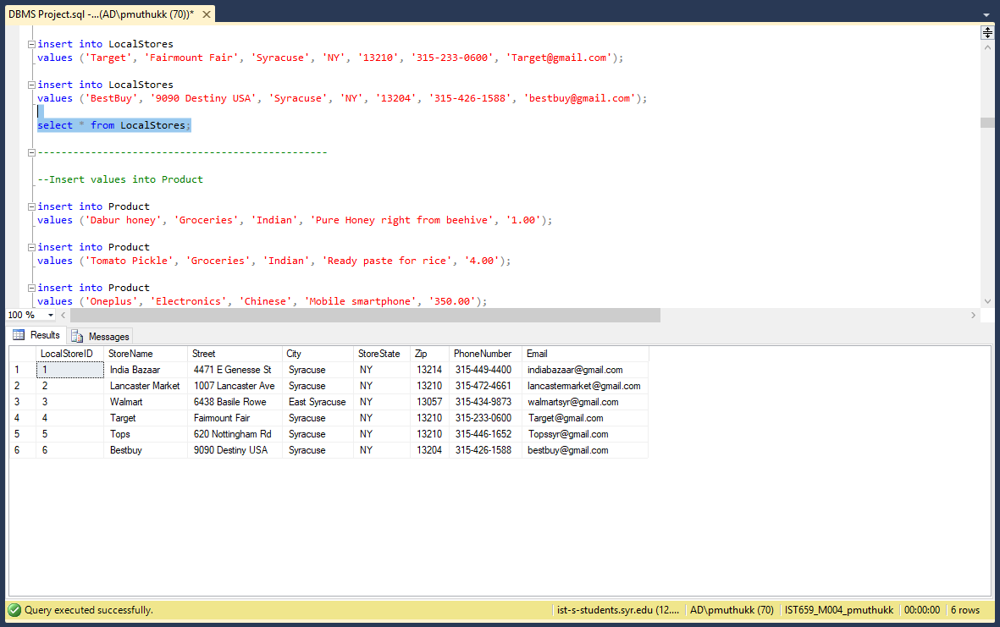 DBMS Project.sql -...(AD\pmuthukk (70))*
insert into LocalStores
values ('Target', 'Fairmount Fair', 'Syracuse', 'NY', '13210', '315-233-0600', 'Target@gmail.com');
insert into LocalStores
values ('BestBuy', '9090 Destiny USA', 'Syracuse', 'NY', '13204', '315-426-1588', 'bestbuy@gmail.com');
select * from LocalStores;
-------------------------------------------------
--Insert values into Product
insert into Product
values ('Dabur honey', 'Groceries', 'Indian', 'Pure Honey right from beehive', '1.00');
insert into Product
values ('Tomato Pickle', 'Groceries', 'Indian', 'Ready paste for rice', '4.00');
insert into Product
values ('Oneplus', 'Electronics', 'Chinese', 'Mobile smartphone', '350.00');
100 %
Results Messages
LocalStoreID StoreName Street City StoreState Zip PhoneNumber Email
1 1 India Bazaar 4471 E Genesse St Syracuse NY 13214 315-449-4400 indiabazaar@gmail.com
2 2 Lancaster Market 1007 Lancaster Ave Syracuse NY 13210 315-472-4661 lancastermarket@gmail.com
3 3 Walmart 6438 Basile Rowe East Syracuse NY 13057 315-434-9873 walmartsyr@gmail.com
4 4 Target Fairmount Fair Syracuse NY 13210 315-233-0600 Target@gmail.com
5 5 Tops 620 Nottingham Rd Syracuse NY 13210 315-446-1652 Topssyr@gmail.com
6 6 Bestbuy 9090 Destiny USA Syracuse NY 13204 315-426-1588 bestbuy@gmail.com
Query executed successfully. ist-s-students.syr.edu (12.... AD\pmuthukk (70) IST659_M004_pmuthukk 00:00:00 6 rows